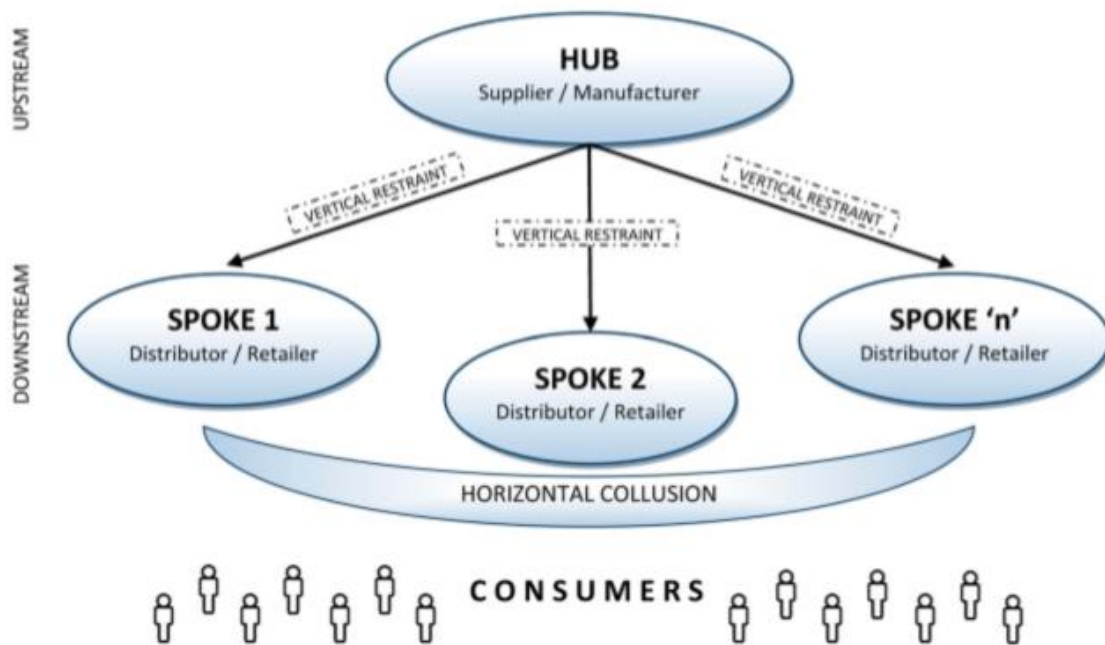 UPSTREAM
HUB
Supplier / Manufacturer
VERTICAL RESTRAINT
VERTICAL RESTRAINT
VERTICAL RESTRAINT
DOWNSTREAM
SPOKE 1
Distributor / Retailer
SPOKE 2
Distributor / Retailer
SPOKE ‘n’
Distributor / Retailer
HORIZONTAL COLLUSION
CONSUMERS